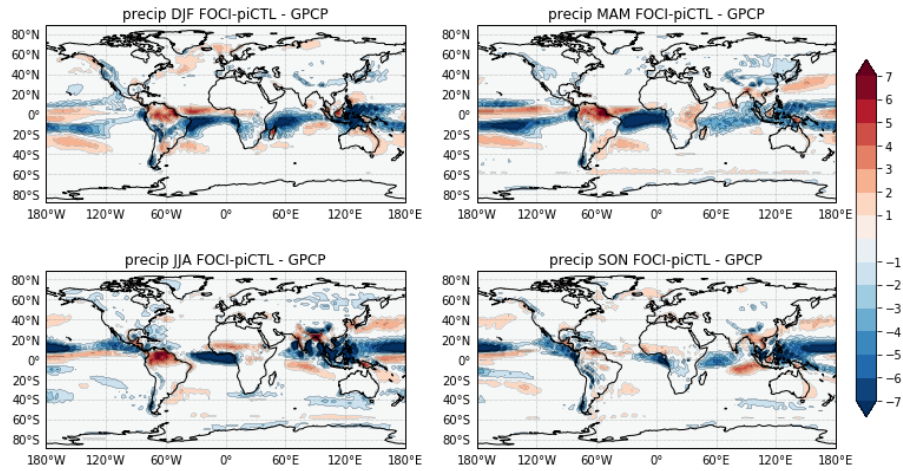 precip DJF FOCI-piCTL - GPCP
precip MAM FOCI-piCTL - GPCP
80°N
60°N
40°N
20°N
0°
20°S
40°S
60°S
80°S
180°W 120°W 60°W 0° 60°E 120°E 180°E
80°N
60°N
40°N
20°N
0°
20°S
40°S
60°S
80°S
180°W 120°W 60°W 0° 60°E 120°E 180°E
precip JJA FOCI-piCTL - GPCP
precip SON FOCI-piCTL - GPCP
80°N
60°N
40°N
20°N
0°
20°S
40°S
60°S
80°S
180°W 120°W 60°W 0° 60°E 120°E 180°E
80°N
60°N
40°N
20°N
0°
20°S
40°S
60°S
80°S
180°W 120°W 60°W 0° 60°E 120°E 180°E
7
6
5
4
3
2
1
−1
−2
−3
−4
−5
−6
−7